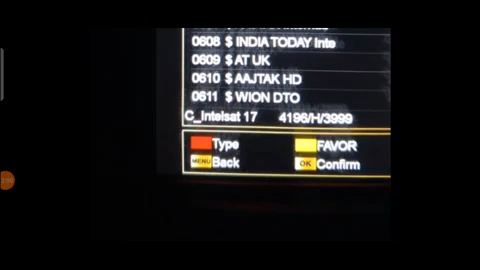 0608 $ INDIA TODAY Inte
0609 $ AT UK
0610 $ AAJTAK HD
0611 $ WION DTO
C_Intelsat 17 4196/H/3999
Type FAVOR
MENU Back OK Confirm